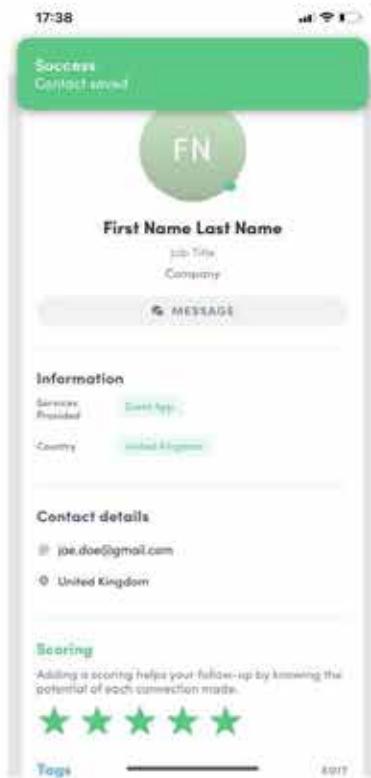 17:38
Success
Contact saved
FN
First Name Last Name
Job Title
Company
MESSAGE
Information
Services
Provided
Event App
Country
United Kingdom
Contact details
joe.doe@gmail.com
United Kingdom
Scoring
Adding a scoring helps your follow-up by knowing the
potential of each connection made.
Tags
EDIT